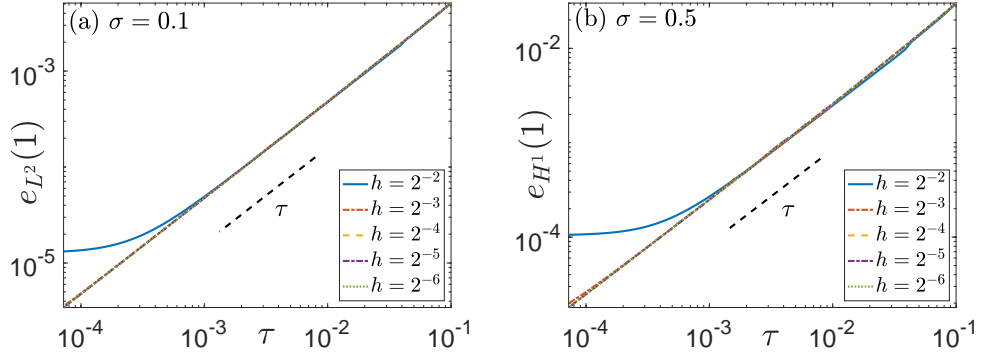 (a) σ = 0.1
e_{L^2}(1)
10^{-3}
10^{-5}
τ
h = 2^{-2}
h = 2^{-3}
h = 2^{-4}
h = 2^{-5}
h = 2^{-6}
10^{-4}
10^{-3}
10^{-2}
10^{-1}
τ
(b) σ = 0.5
e_{H^1}(1)
10^{-2}
10^{-4}
τ
h = 2^{-2}
h = 2^{-3}
h = 2^{-4}
h = 2^{-5}
h = 2^{-6}
10^{-4}
10^{-3}
10^{-2}
10^{-1}
τ